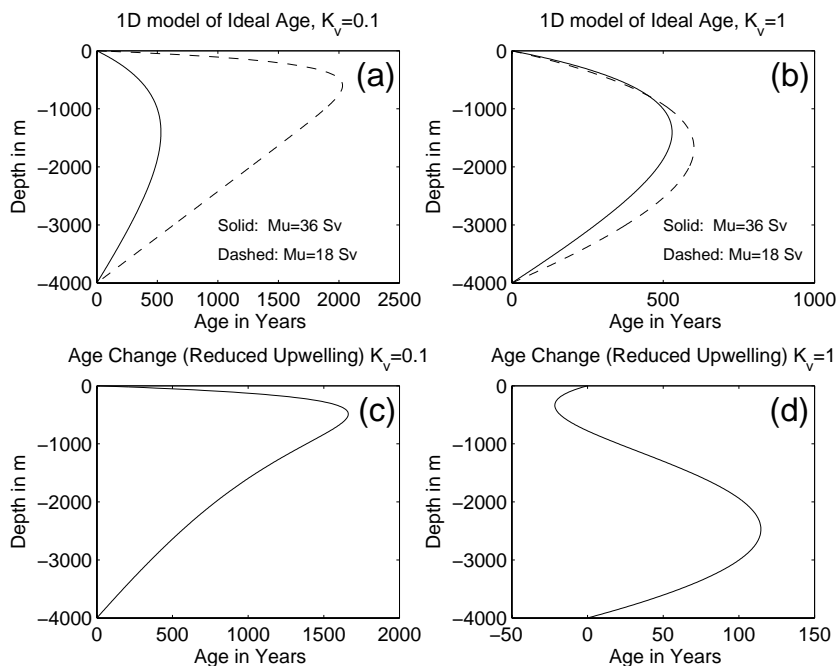 1D model of Ideal Age, K_v=0.1
(a)
0
−1000
−2000
−3000
−4000
Depth in m
Solid: Mu=36 Sv
Dashed: Mu=18 Sv
0 500 1000 1500 2000 2500
Age in Years
1D model of Ideal Age, K_v=1
(b)
0
−1000
−2000
−3000
−4000
Depth in m
Solid: Mu=36 Sv
Dashed: Mu=18 Sv
0 500 1000
Age in Years
Age Change (Reduced Upwelling) K_v=0.1
(c)
0
−1000
−2000
−3000
−4000
Depth in m
0 500 1000 1500 2000
Age in Years
Age Change (Reduced Upwelling) K_v=1
(d)
0
−1000
−2000
−3000
−4000
Depth in m
−50 0 50 100 150
Age in Years